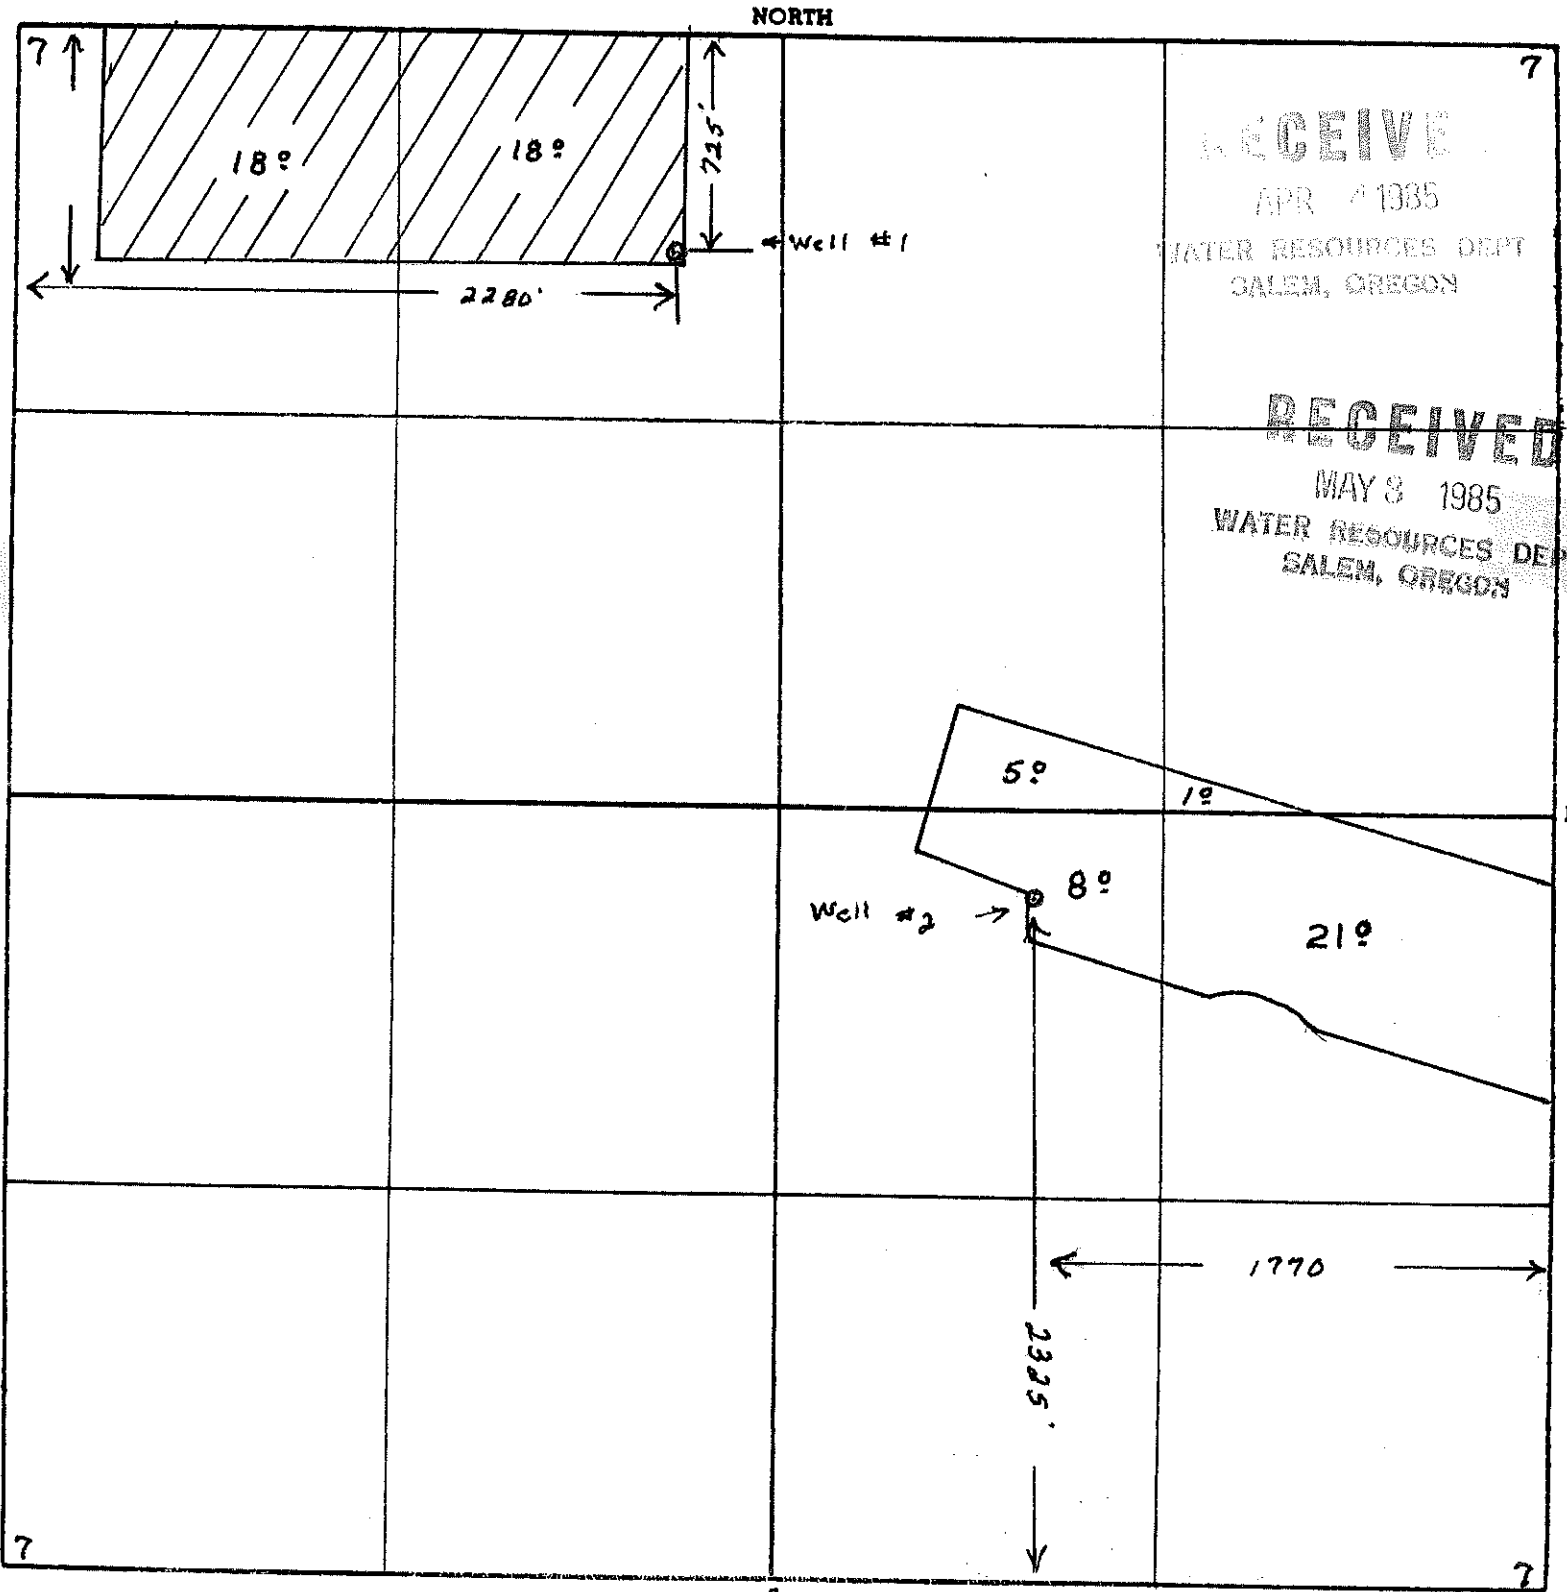 NORTH
7
7
18º
18º
725'
Well #1
2280'
RECEIVE
APR 4 1985
WATER RESOURCES DEPT
SALEM, OREGON
RECEIVED
MAY 8 1985
WATER RESOURCES DEP
SALEM, OREGON
5º
1º
8º
Well #2
21º
1770
2325'
7
7